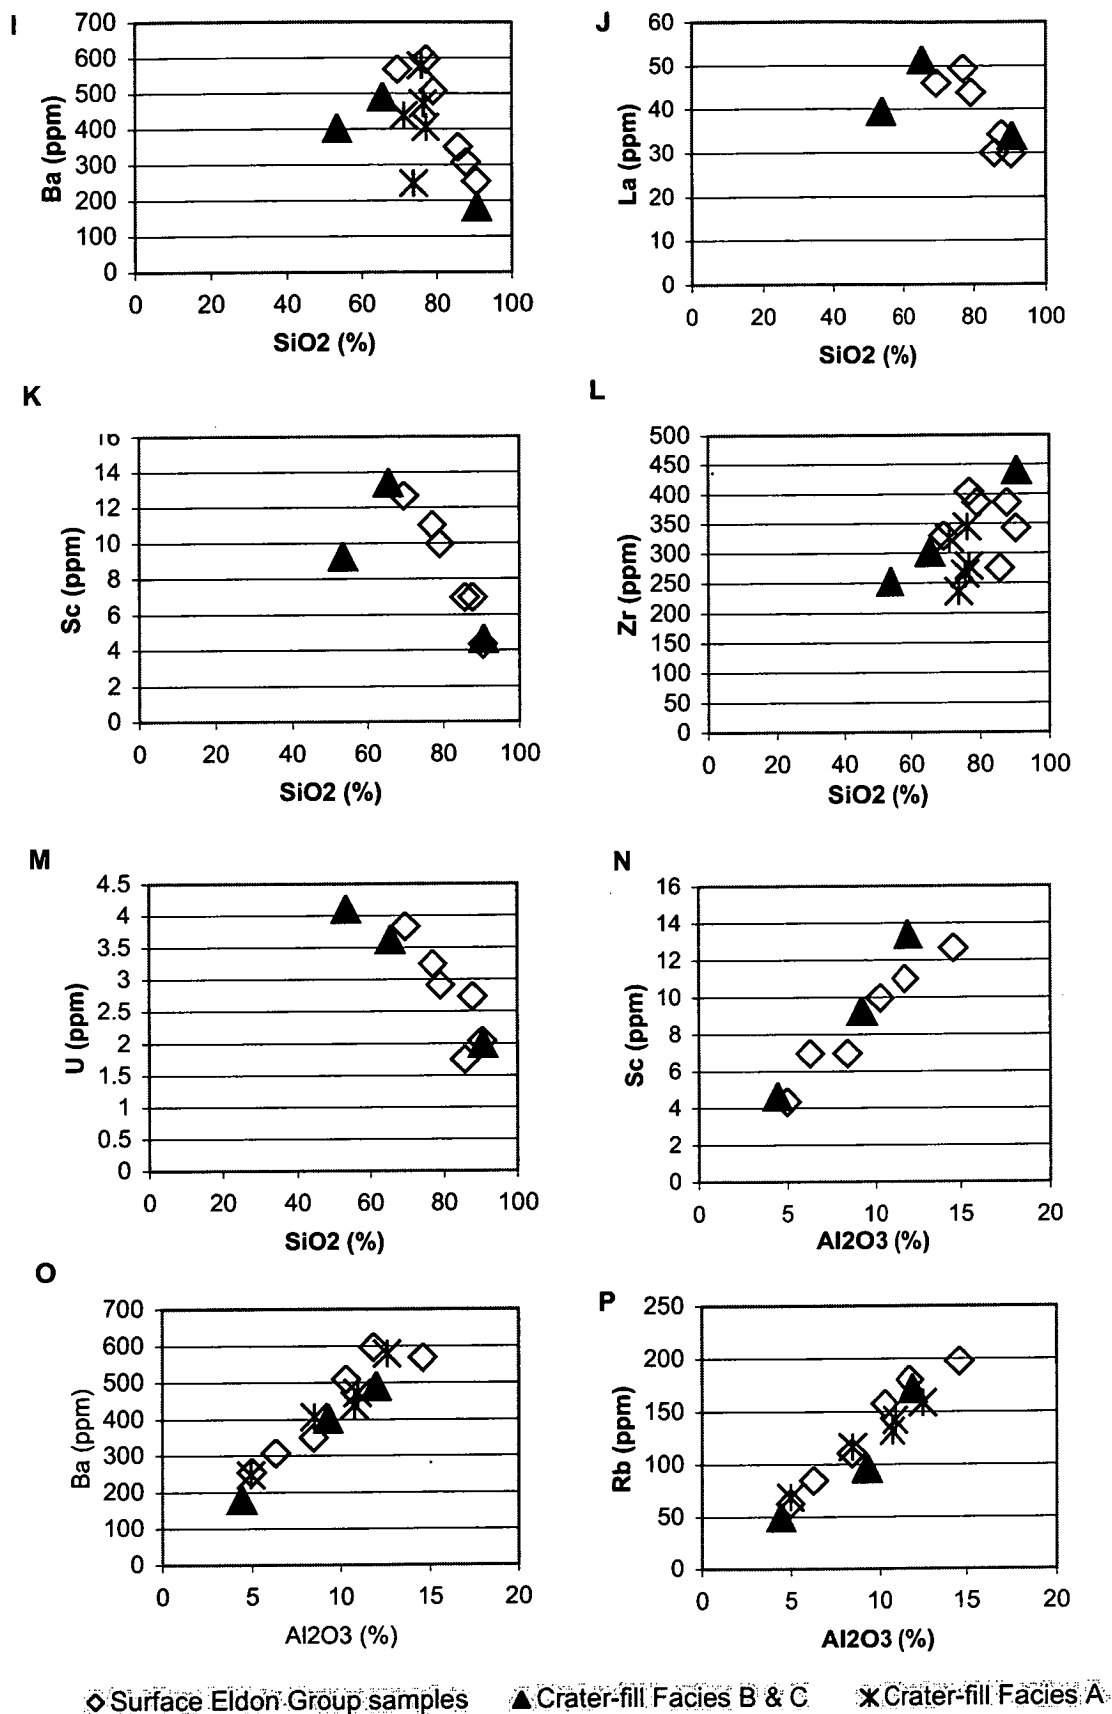 I
700
600
500
400
300
200
100
0
Ba (ppm)
0 20 40 60 80 100
SiO2 (%)
J
60
50
40
30
20
10
0
La (ppm)
0 20 40 60 80 100
SiO2 (%)
K
16
14
12
10
8
6
4
2
0
Sc (ppm)
0 20 40 60 80 100
SiO2 (%)
L
500
450
400
350
300
250
200
150
100
50
0
Zr (ppm)
0 20 40 60 80 100
SiO2 (%)
M
4.5
4
3.5
3
2.5
2
1.5
1
0.5
0
U (ppm)
0 20 40 60 80 100
SiO2 (%)
N
16
14
12
10
8
6
4
2
0
Sc (ppm)
0 5 10 15 20
Al2O3 (%)
O
700
600
500
400
300
200
100
0
Ba (ppm)
0 5 10 15 20
Al2O3 (%)
P
250
200
150
100
50
0
Rb (ppm)
0 5 10 15 20
Al2O3 (%)
Surface Eldon Group samples Crater-fill Facies B & C Crater-fill Facies A